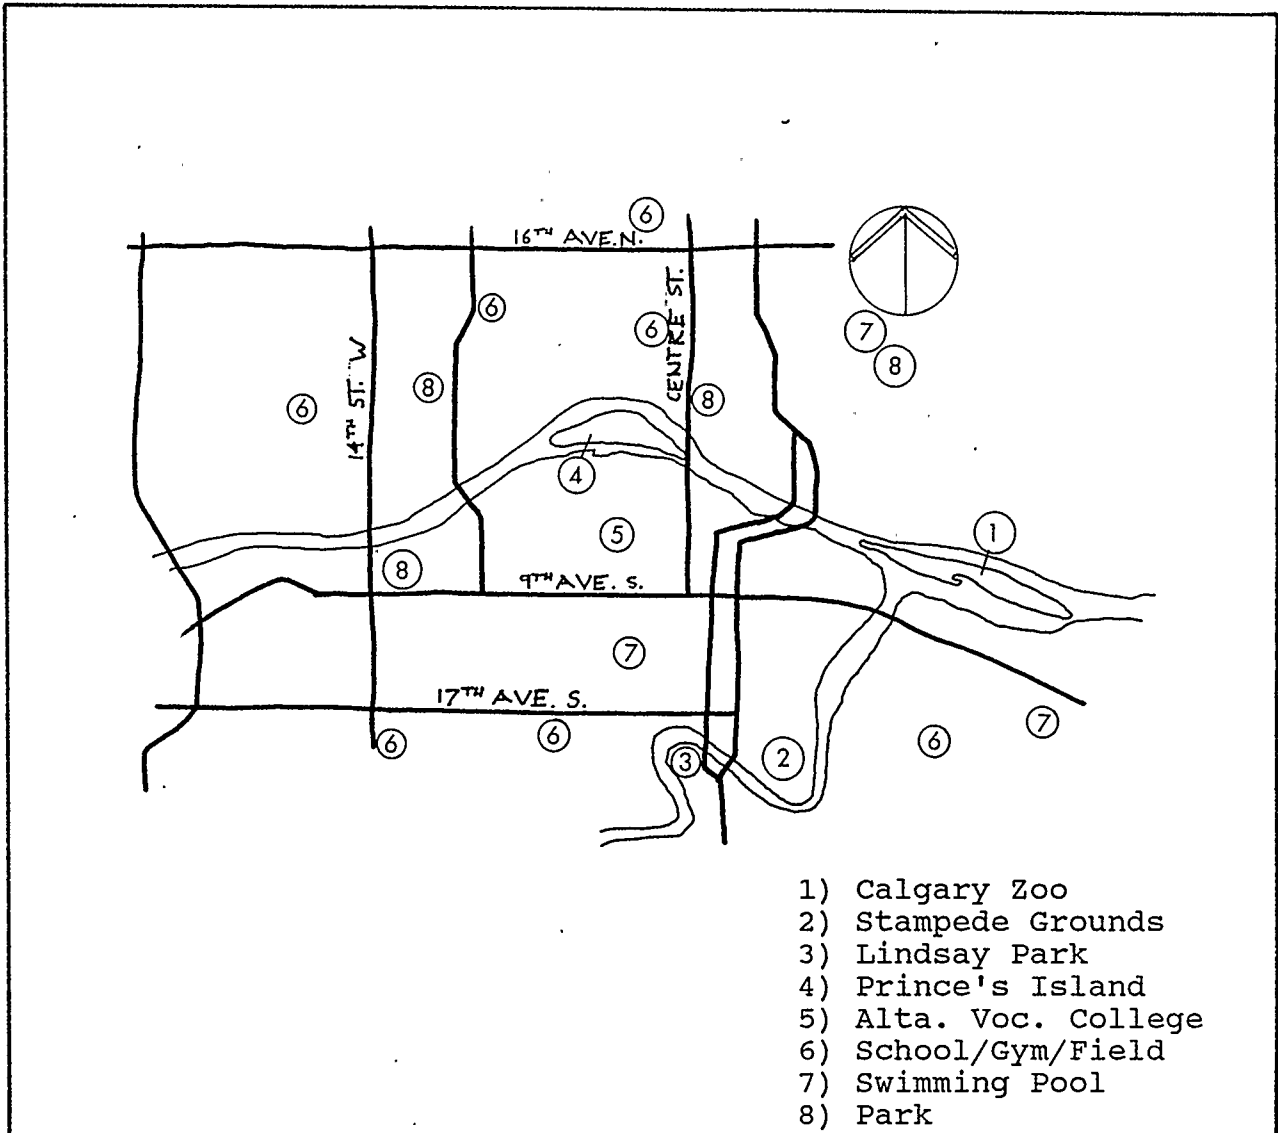 6
16TH AVE. N.
6
6
CENTRE ST.
7
8
14TH ST. W
8
6
8
4
5
1
8
9TH AVE. S.
7
17TH AVE. S.
6
6
3
2
6
7
1) Calgary Zoo
2) Stampede Grounds
3) Lindsay Park
4) Prince's Island
5) Alta. Voc. College
6) School/Gym/Field
7) Swimming Pool
8) Park